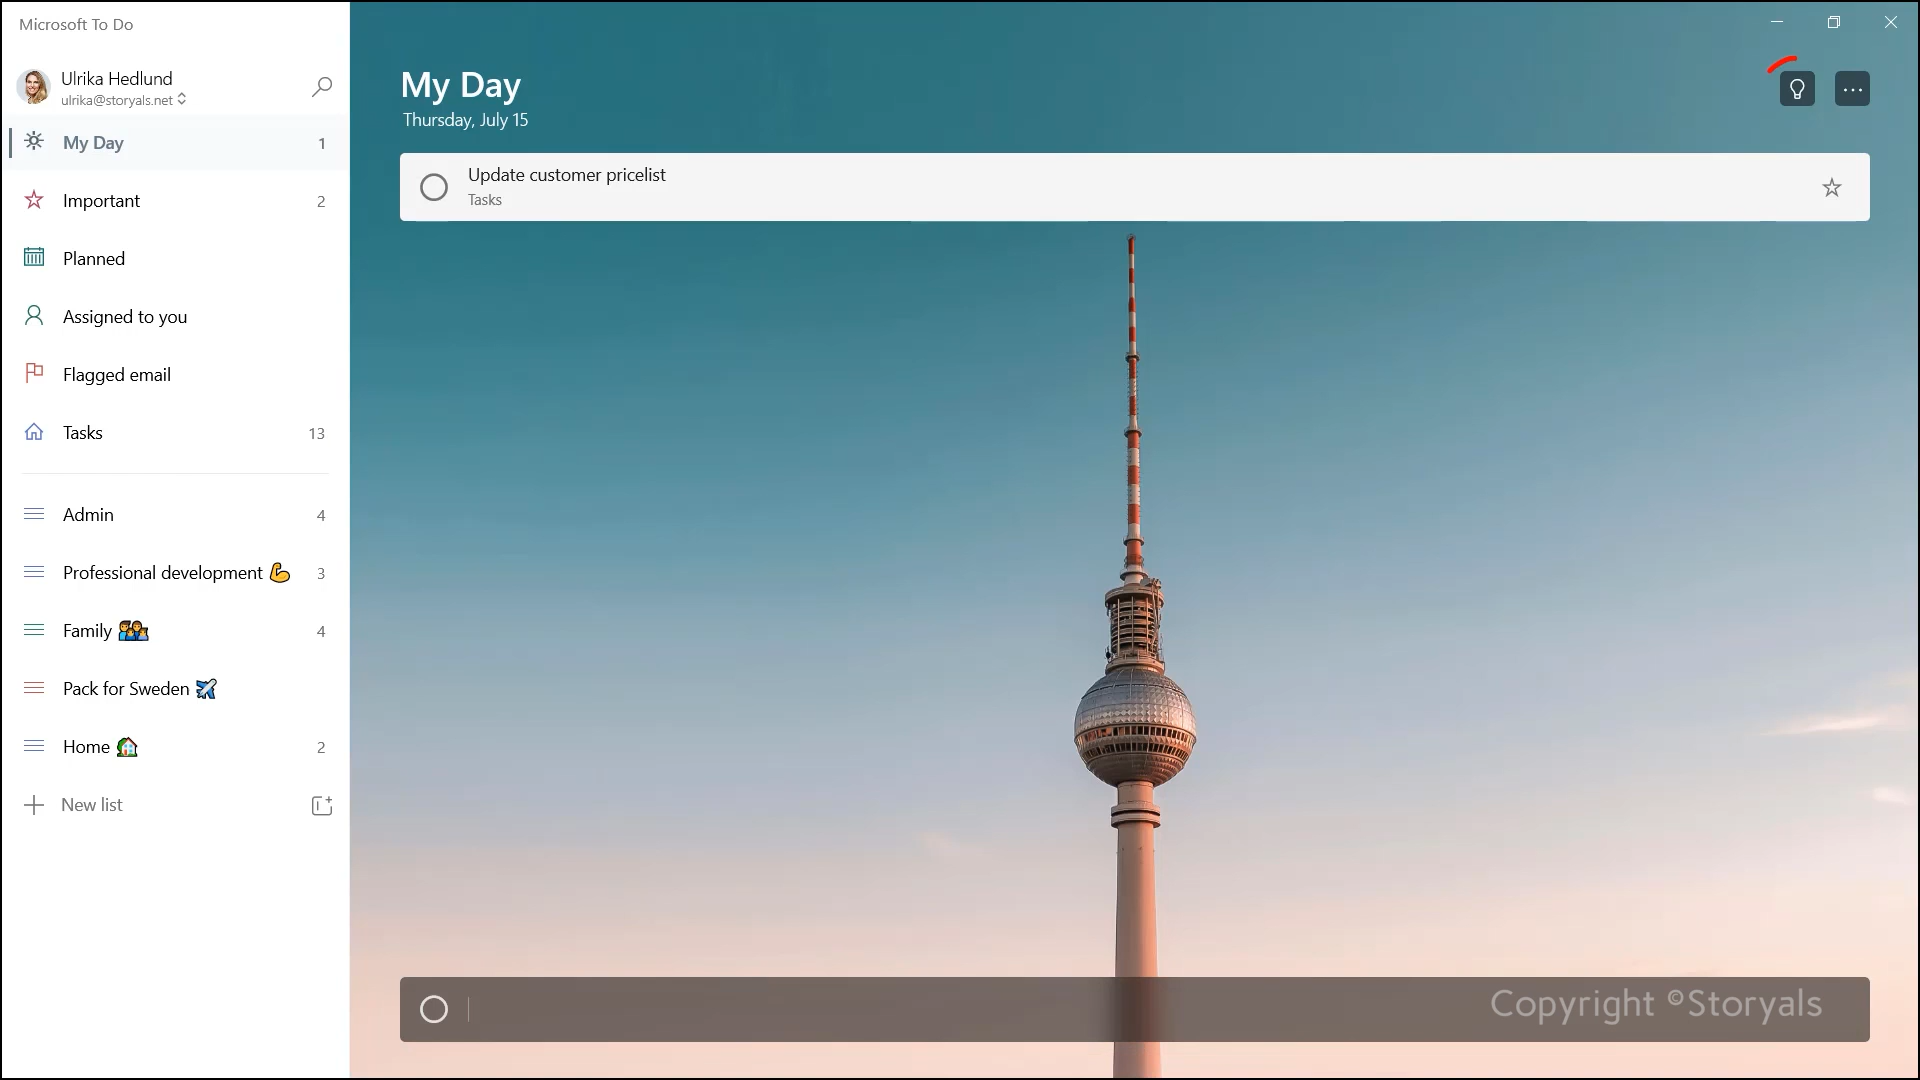 Microsoft To Do
Ulrika Hedlund
ulrika@storyals.net
My Day 1
Important 2
Planned
Assigned to you
Flagged email
Tasks 13
Admin 4
Professional development 💪 3
Family 👨‍👩‍👧‍👦 4
Pack for Sweden ✈️
Home 🏡 2
New list
My Day
Thursday, July 15
Update customer pricelist
Tasks
Copyright ©Storyals